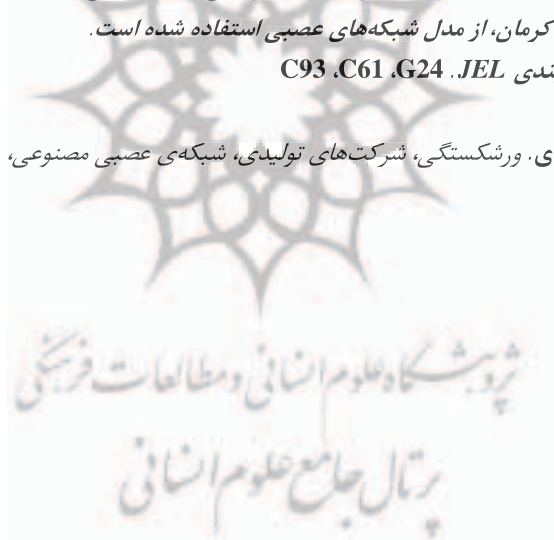 کرمان، از مدل شبکه‌های عصبی استفاده شده است.
ندی JEL. C93 ،C61 ،G24
ی. ورشکستگی، شرکت‌های تولیدی، شبکه‌ی عصبی مصنوعی،
پژوهشگاه علوم انسانی و مطالعات فرهنگی
پرتال جامع علوم انسانی